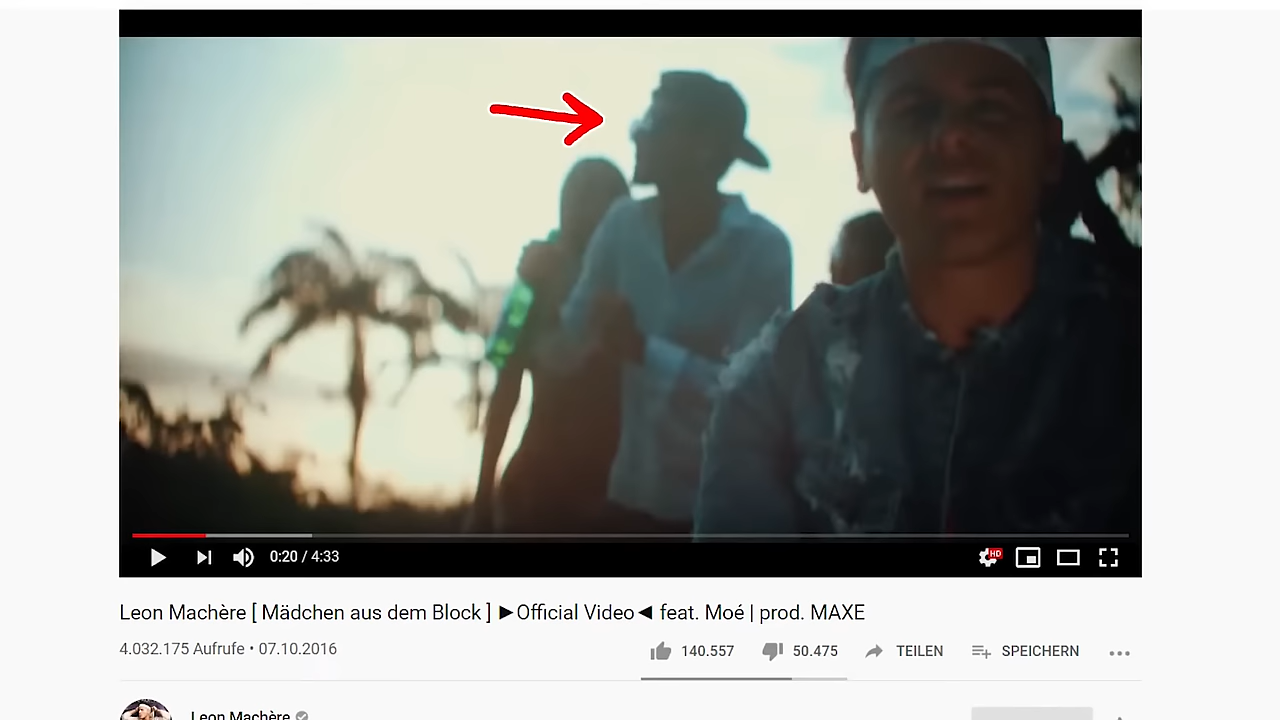 HD
0:20 / 4:33
Leon Machère [ Mädchen aus dem Block ] ►Official Video◄ feat. Moé | prod. MAXE
4.032.175 Aufrufe • 07.10.2016
140.557 50.475 TEILEN SPEICHERN
Leon Machère